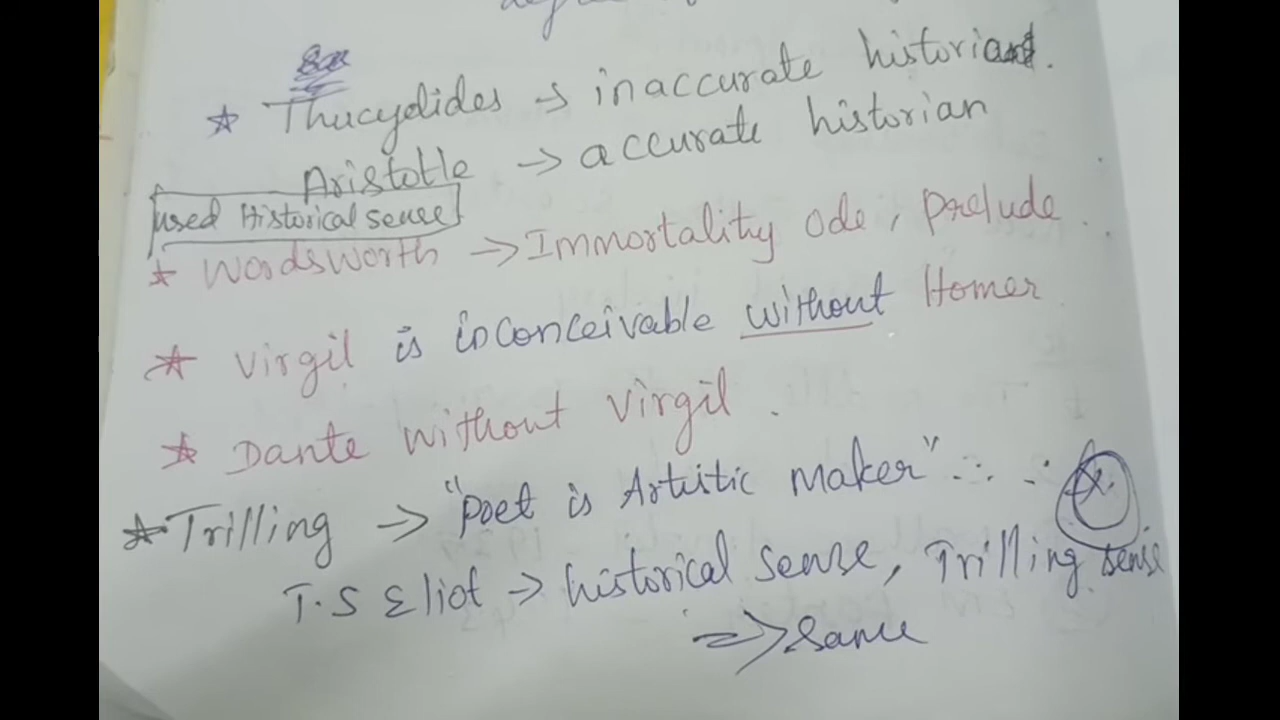 ★ Thucydides → inaccurate historian.
Aristotle → accurate historian
used Historical sense
★ Wordsworth → Immortality Ode, Prelude.
★ Virgil is inconceivable without Homer
★ Dante without Virgil.
★ Trilling → "Poet is Artistic Maker"
T.S Eliot → historical sense, Trilling sense
⇒ Same